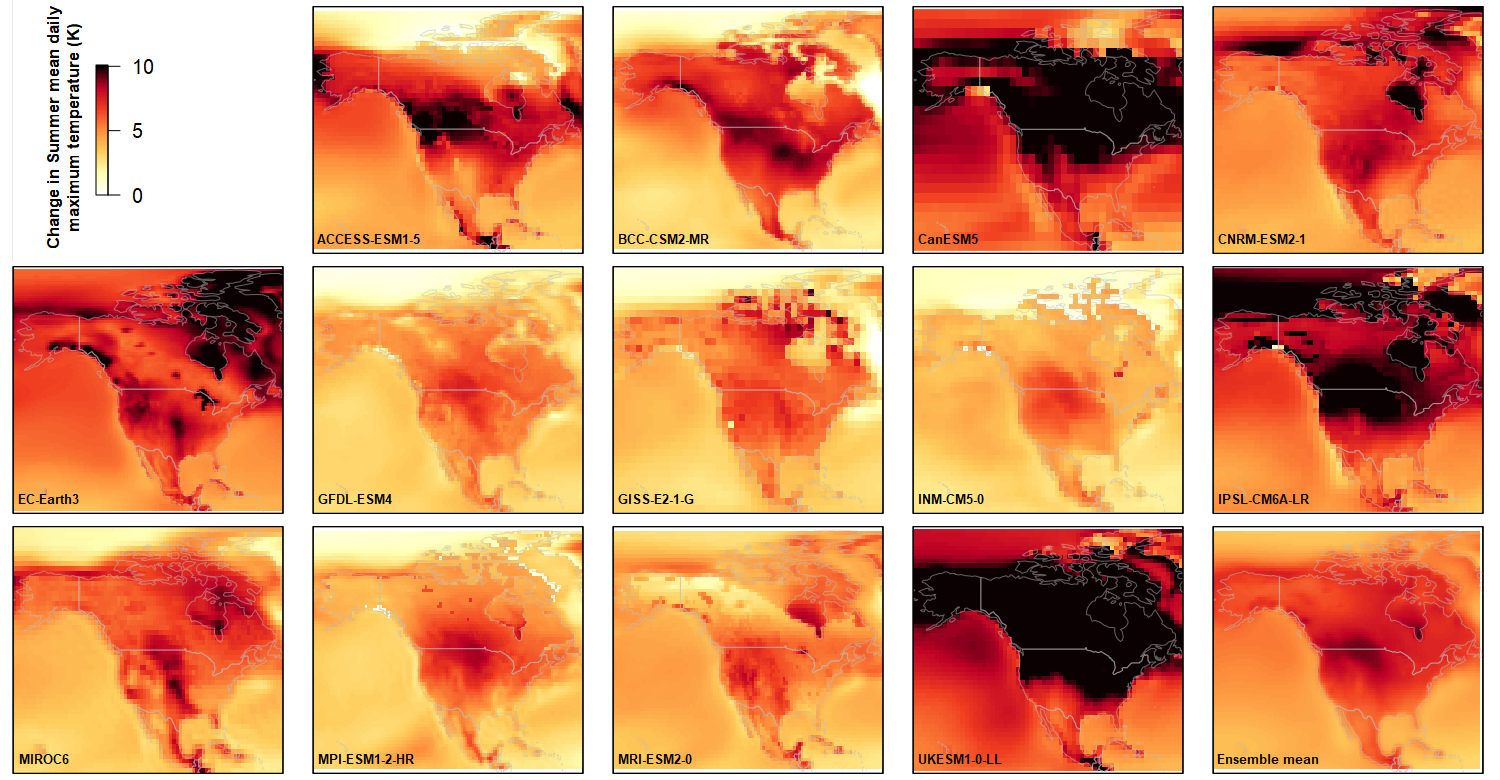 Change in Summer mean daily
maximum temperature (K)
10
5
0
ACCESS-ESM1-5
BCC-CSM2-MR
CanESM5
CNRM-ESM2-1
EC-Earth3
GFDL-ESM4
GISS-E2-1-G
INM-CM5-0
IPSL-CM6A-LR
MIROC6
MPI-ESM1-2-HR
MRI-ESM2-0
UKESM1-0-LL
Ensemble mean